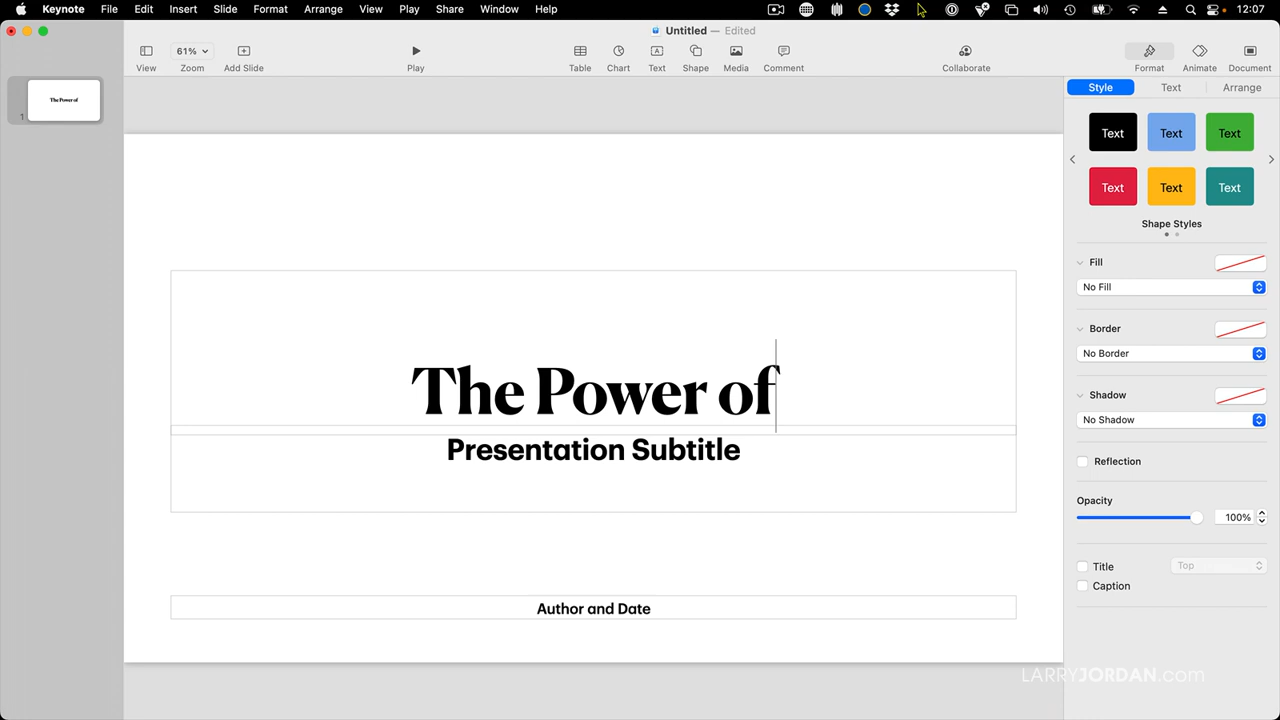 Keynote File Edit Insert Slide Format Arrange View Play Share Window Help 12:07
Untitled — Edited
61%
View Zoom Add Slide Play Table Chart Text Shape Media Comment Collaborate Format Animate Document
Style Text Arrange
The Power of
1
Text Text Text
Text Text Text
Shape Styles
Fill
No Fill
Border
No Border
Shadow
No Shadow
Reflection
Opacity
100%
Title Top
Caption
The Power of
Presentation Subtitle
Author and Date
LARRYJORDAN.com